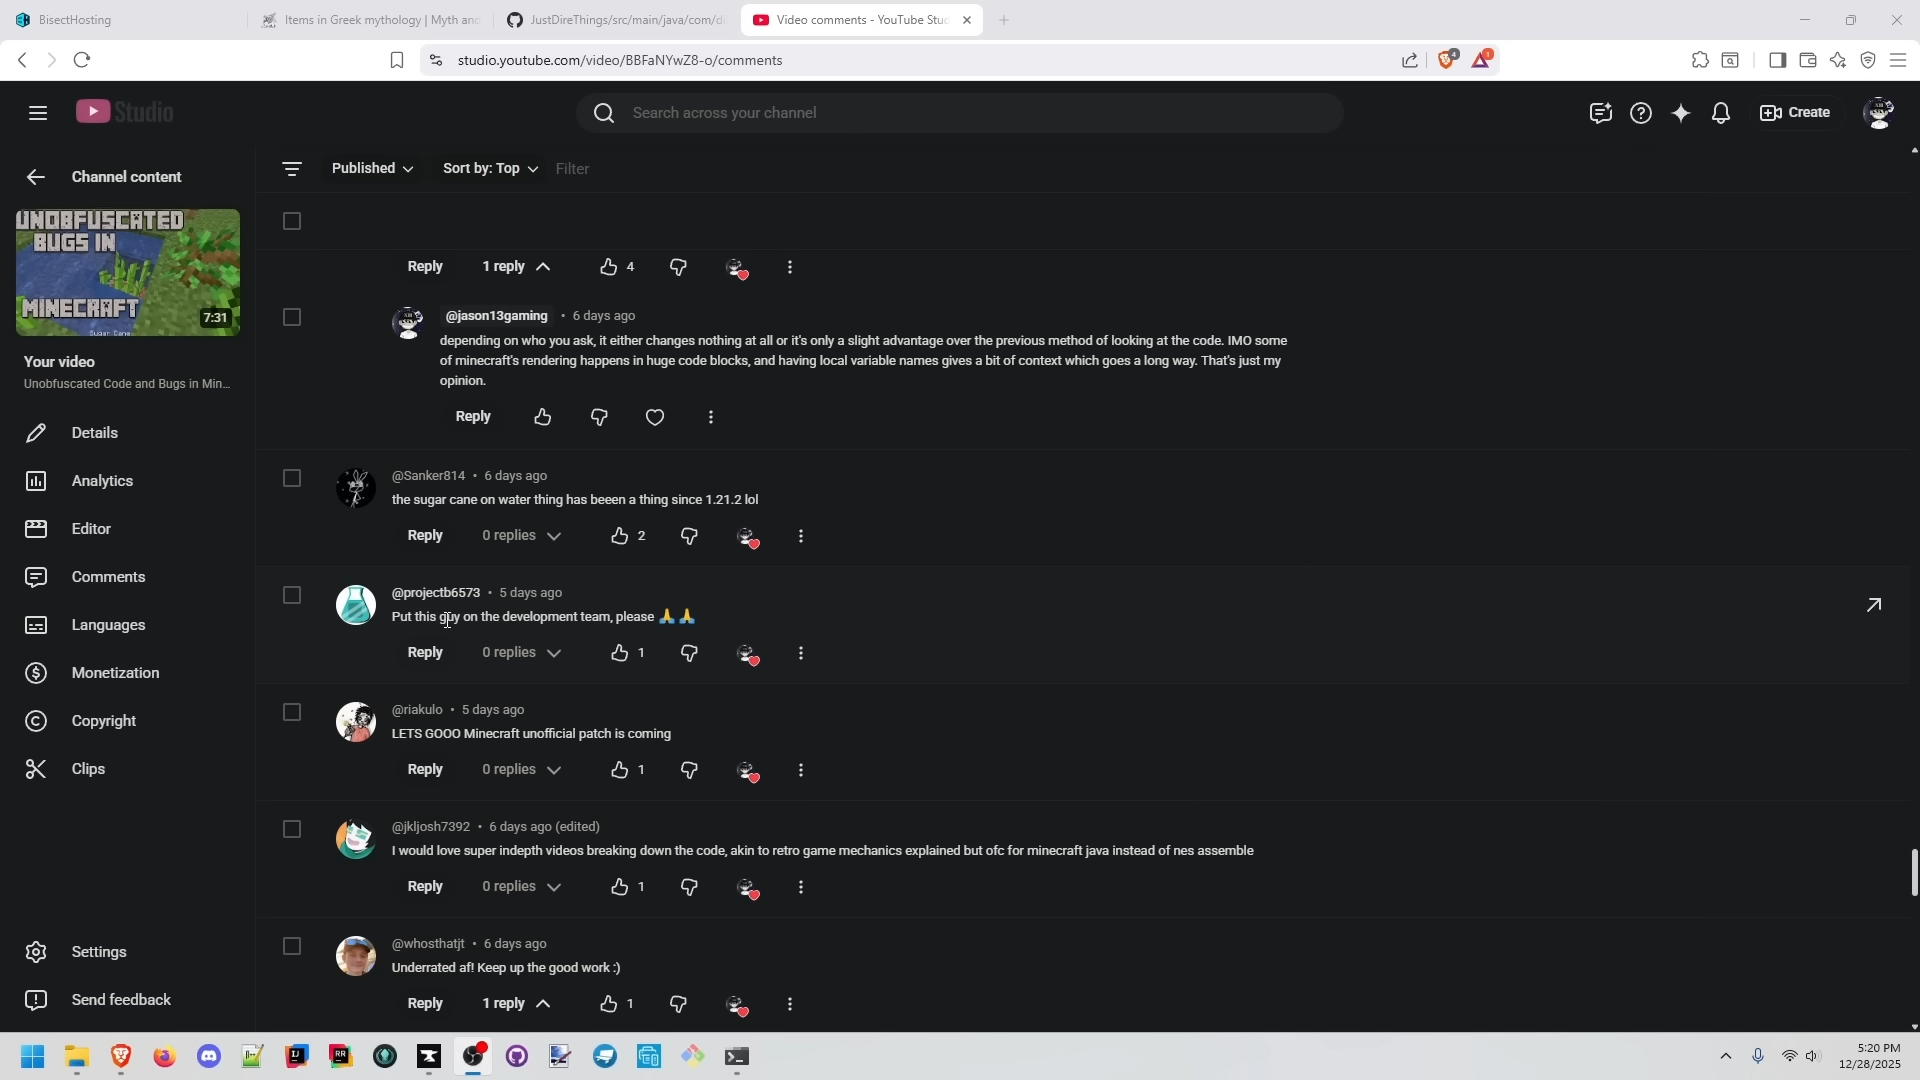 BisectHosting
Items in Greek mythology | Myth and
JustDireThings/src/main/java/com/di
Video comments - YouTube Stud
studio.youtube.com/video/BBFaNYwZ8-o/comments
4
1
Studio
Search across your channel
Create
Channel content
Published
Sort by: Top
Filter
UNOBFUSCATED
BUGS IN
MINECRAFT
7:31
Sugar Cane
Your video
Unobfuscated Code and Bugs in Min...
Details
Analytics
Editor
Comments
Languages
Monetization
Copyright
Clips
Settings
Send feedback
Reply 1 reply 4
@jason13gaming • 6 days ago
depending on who you ask, it either changes nothing at all or it's only a slight advantage over the previous method of looking at the code. IMO some
of minecraft's rendering happens in huge code blocks, and having local variable names gives a bit of context which goes a long way. That's just my
opinion.
Reply
@Sanker814 • 6 days ago
the sugar cane on water thing has beeen a thing since 1.21.2 lol
Reply 0 replies 2
@projectb6573 • 5 days ago
Put this guy on the development team, please 🙏 🙏
Reply 0 replies 1
@riakulo • 5 days ago
LETS GOOO Minecraft unofficial patch is coming
Reply 0 replies 1
@jkljosh7392 • 6 days ago (edited)
I would love super indepth videos breaking down the code, akin to retro game mechanics explained but ofc for minecraft java instead of nes assemble
Reply 0 replies 1
@whosthatjt • 6 days ago
Underrated af! Keep up the good work :)
Reply 1 reply 1
5:20 PM
12/28/2025